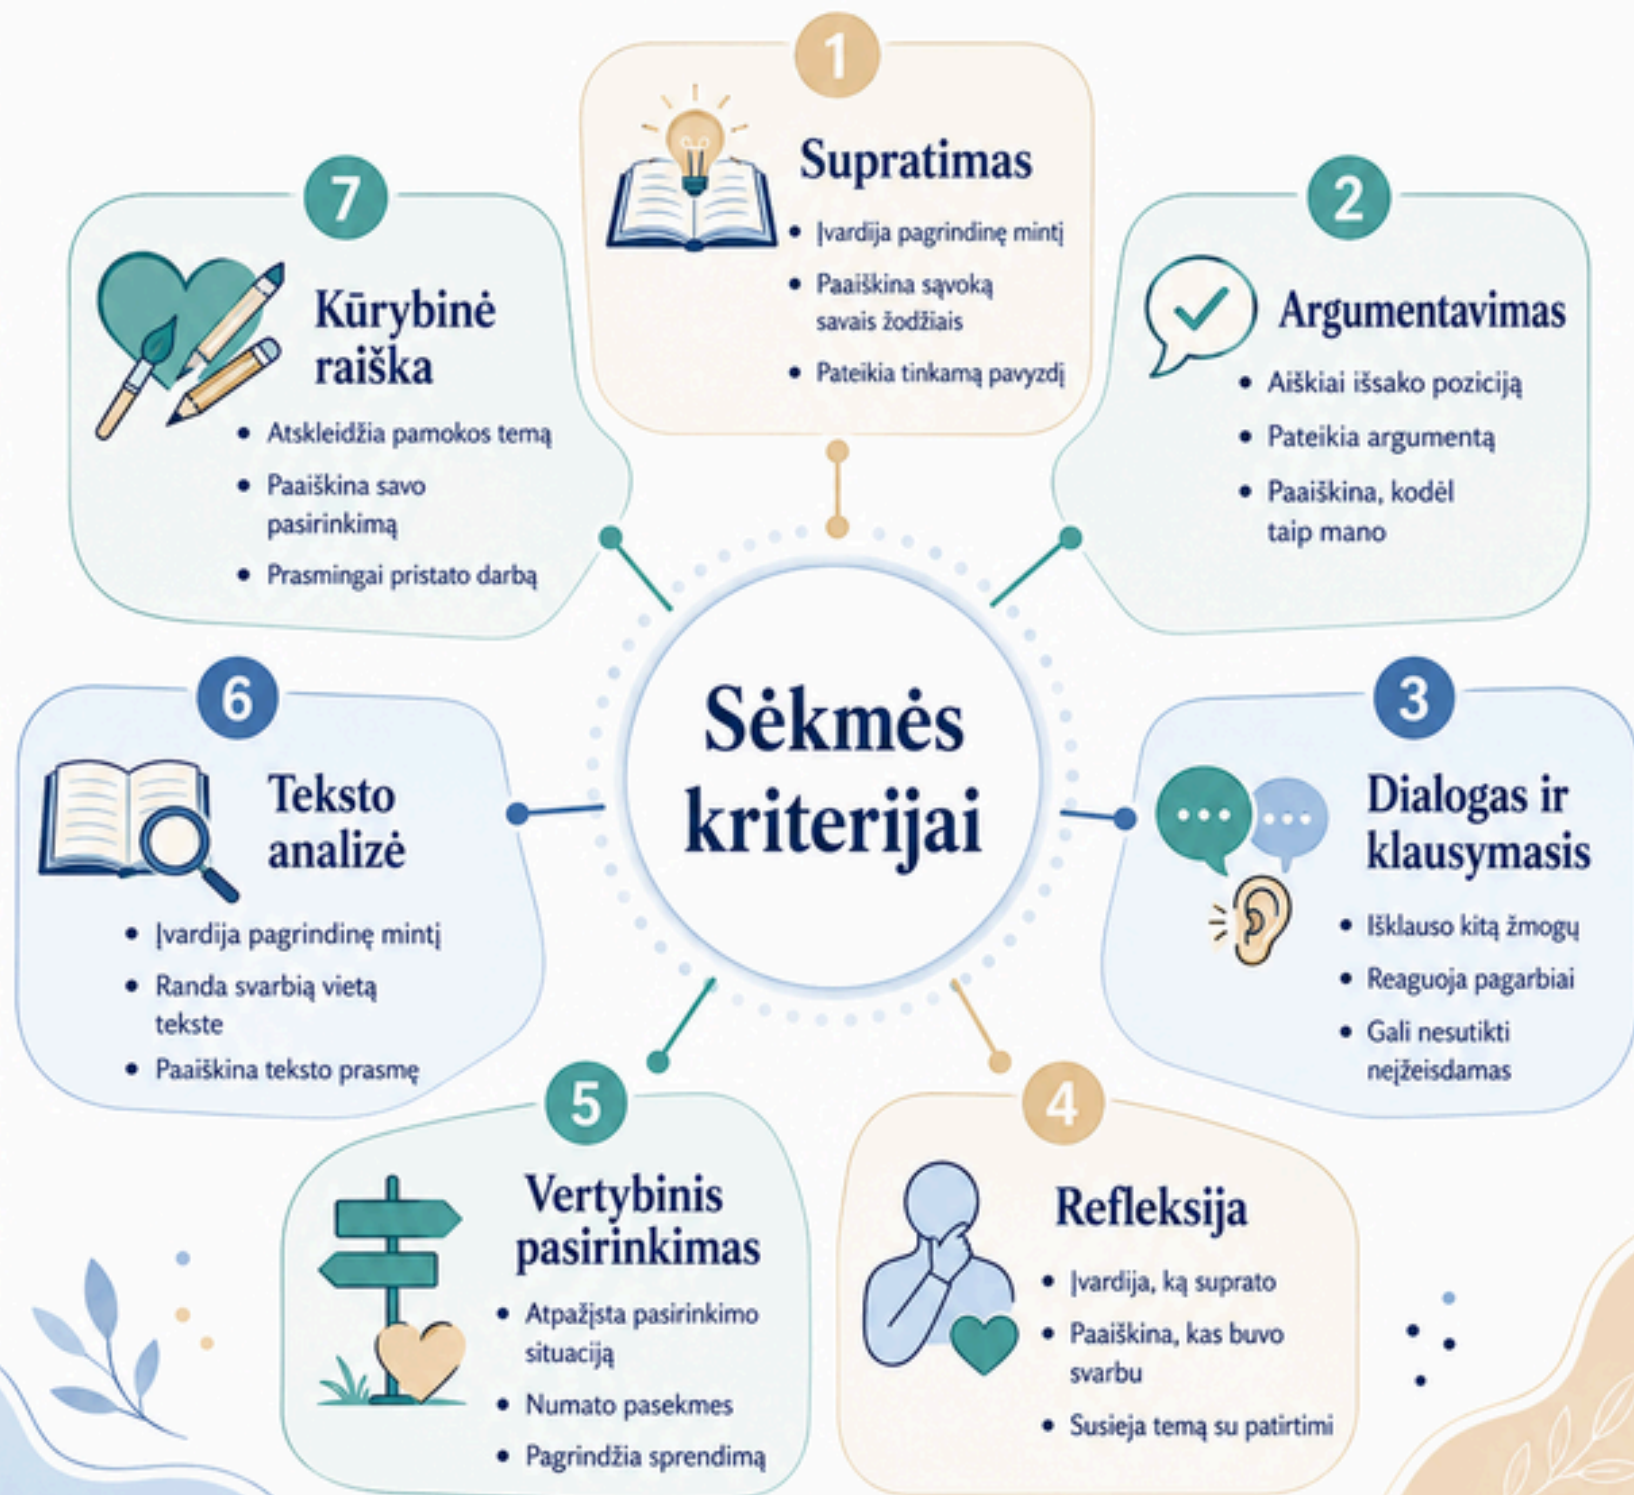 Sėkmės
kriterijai
1
Supratimas
• Įvardija pagrindinę mintį
• Paaiškina sąvoką
savais žodžiais
• Pateikia tinkamą pavyzdį
2
Argumentavimas
• Aiškiai išsako poziciją
• Pateikia argumentą
• Paaiškina, kodėl
taip mano
3
Dialogas ir
klausymasis
• Išklauso kitą žmogų
• Reaguoja pagarbiai
• Gali nesutikti
neįžeisdamas
4
Refleksija
• Įvardija, ką suprato
• Paaiškina, kas buvo
svarbu
• Susieja temą su patirtimi
5
Vertybinis
pasirinkimas
• Atpažįsta pasirinkimo
situaciją
• Numato pasekmes
• Pagrindžia sprendimą
6
Teksto
analizė
• Įvardija pagrindinę mintį
• Randa svarbią vietą
tekste
• Paaiškina teksto prasmę
7
Kūrybinė
raiška
• Atskleidžia pamokos temą
• Paaiškina savo
pasirinkimą
• Prasmingai pristato darbą